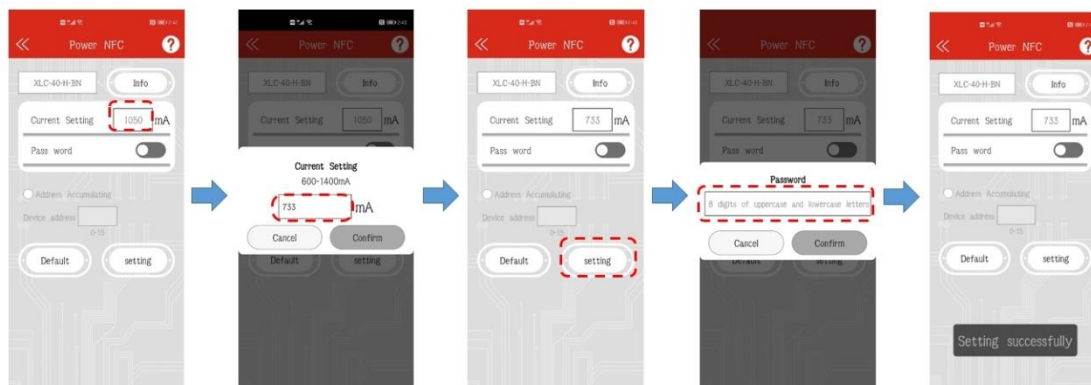 Power NFC
?
XLC-40-H-BN
Info
Current Setting
1050
mA
Pass word
Address Accumulating
Device address
0-15
Default
setting
Power NFC
?
XLC-40-H-BN
Info
Current Setting
1050
mA
Current Setting
600-1400mA
733
mA
Cancel
Confirm
Default
setting
Power NFC
?
XLC-40-H-BN
Info
Current Setting
733
mA
Pass word
Address Accumulating
Device address
0-15
Default
setting
Power NFC
?
XLC-40-H-BN
Info
Current Setting
733
mA
Pass word
Password
8 digits of uppercase and lowercase letters
Cancel
Confirm
Default
setting
Power NFC
?
XLC-40-H-BN
Info
Current Setting
733
mA
Pass word
Address Accumulating
Device address
0-15
Default
setting
Setting successfully